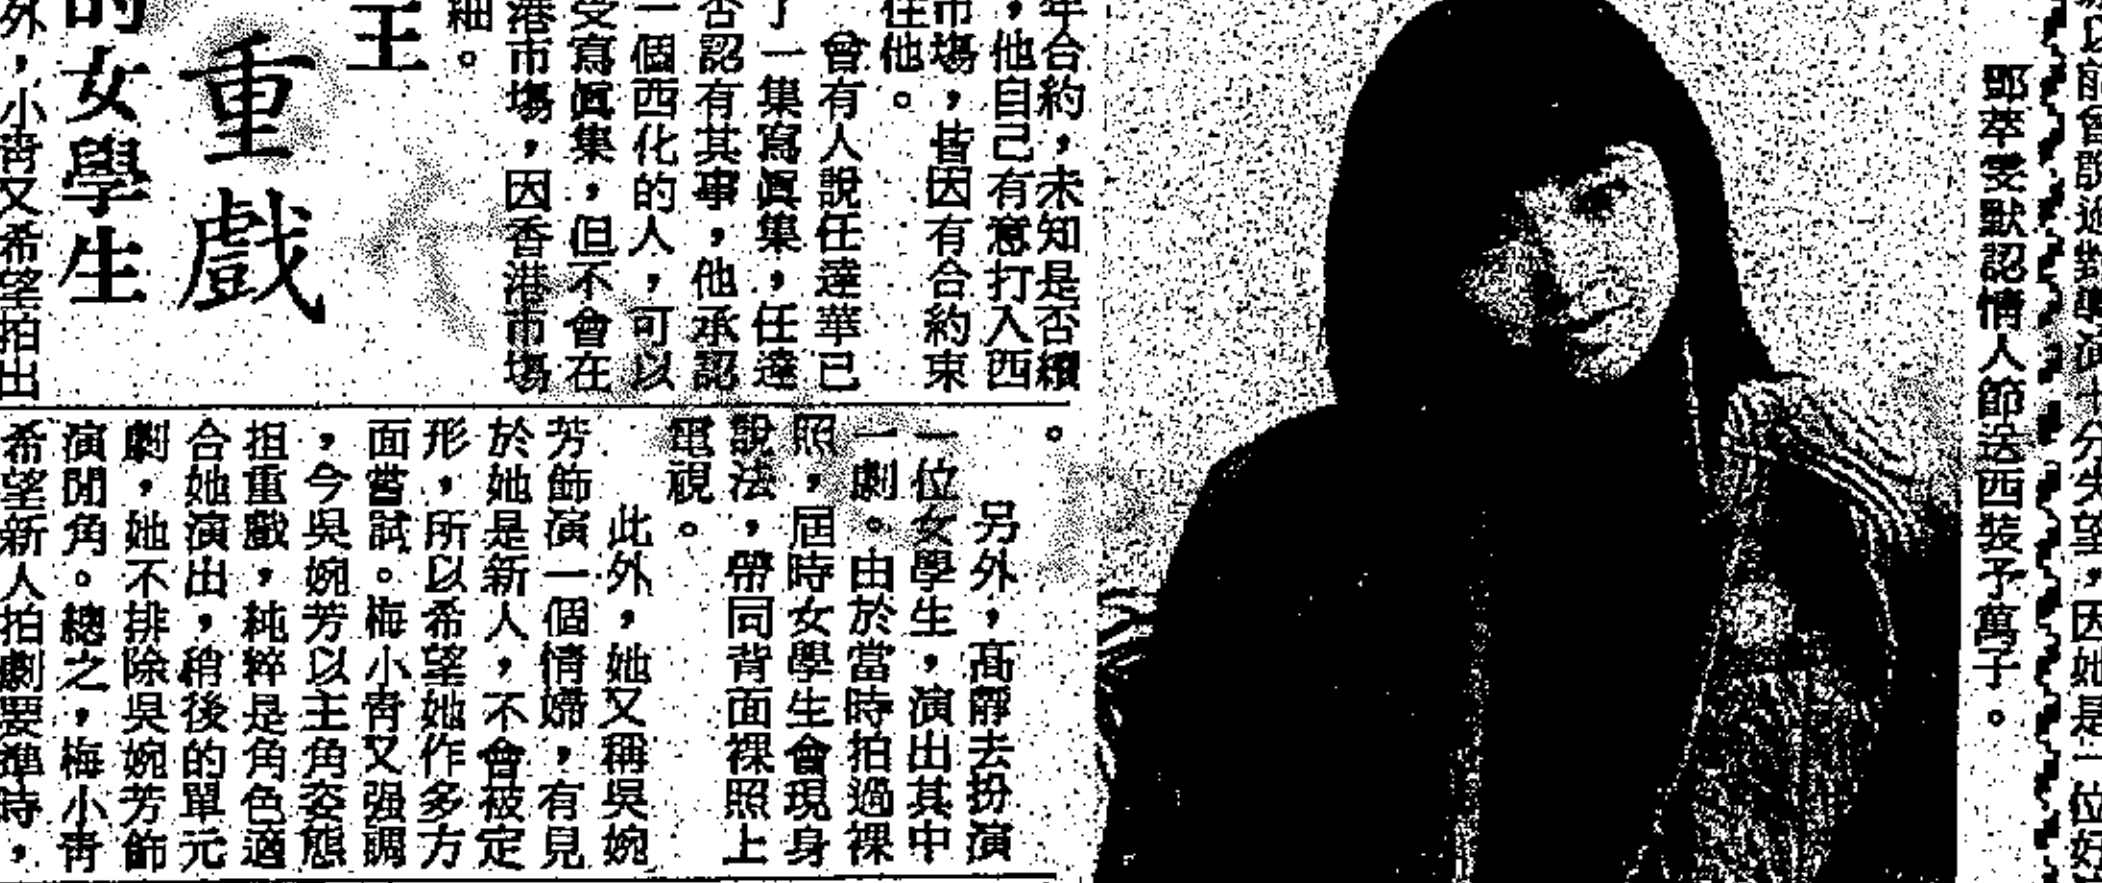 鄧萃雯默認情人節送西裝予萬子。
年合約，未知是否續
，他自己有意打入西
市場，皆因有合約束
住他。
曾有人說任達華已
了一集寫眞集，任達
否認有其事，他承認
一個西化的人，可以
受寫眞集，但不會在
港市場，因香港市場
紬。
主
重戲
的女學生
外，小靑又希望拍出
。
另外，高靜去扮演
一位女學生，演出其中
一劇。由於當時拍過裸
照，屆時女學生會現身
說法，帶同背面裸照上
電視。
此外，她又稱吳婉
芳飾演一個情婦，有見
於她是新人，不會被定
形，所以希望她作多方
面嘗試。梅小靑又强調
，今吳婉芳以主角姿態
担重戲，純粹是角色適
合她演出，稍後的單元
劇，她不排除吳婉芳飾
演閒角。總之，梅小靑
希望新人拍劇要準時，